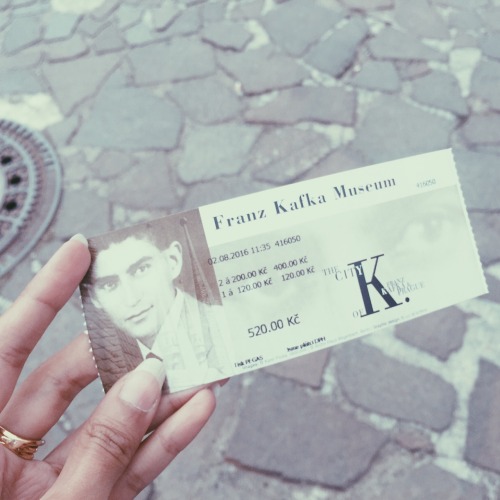 Franz Kafka Museum
416050
02.08.2016 11:35 416050
2 á 200.00 Kč 400.00 Kč
1 á 120.00 Kč 120.00 Kč
520.00 Kč
THE CITY
K.
OF